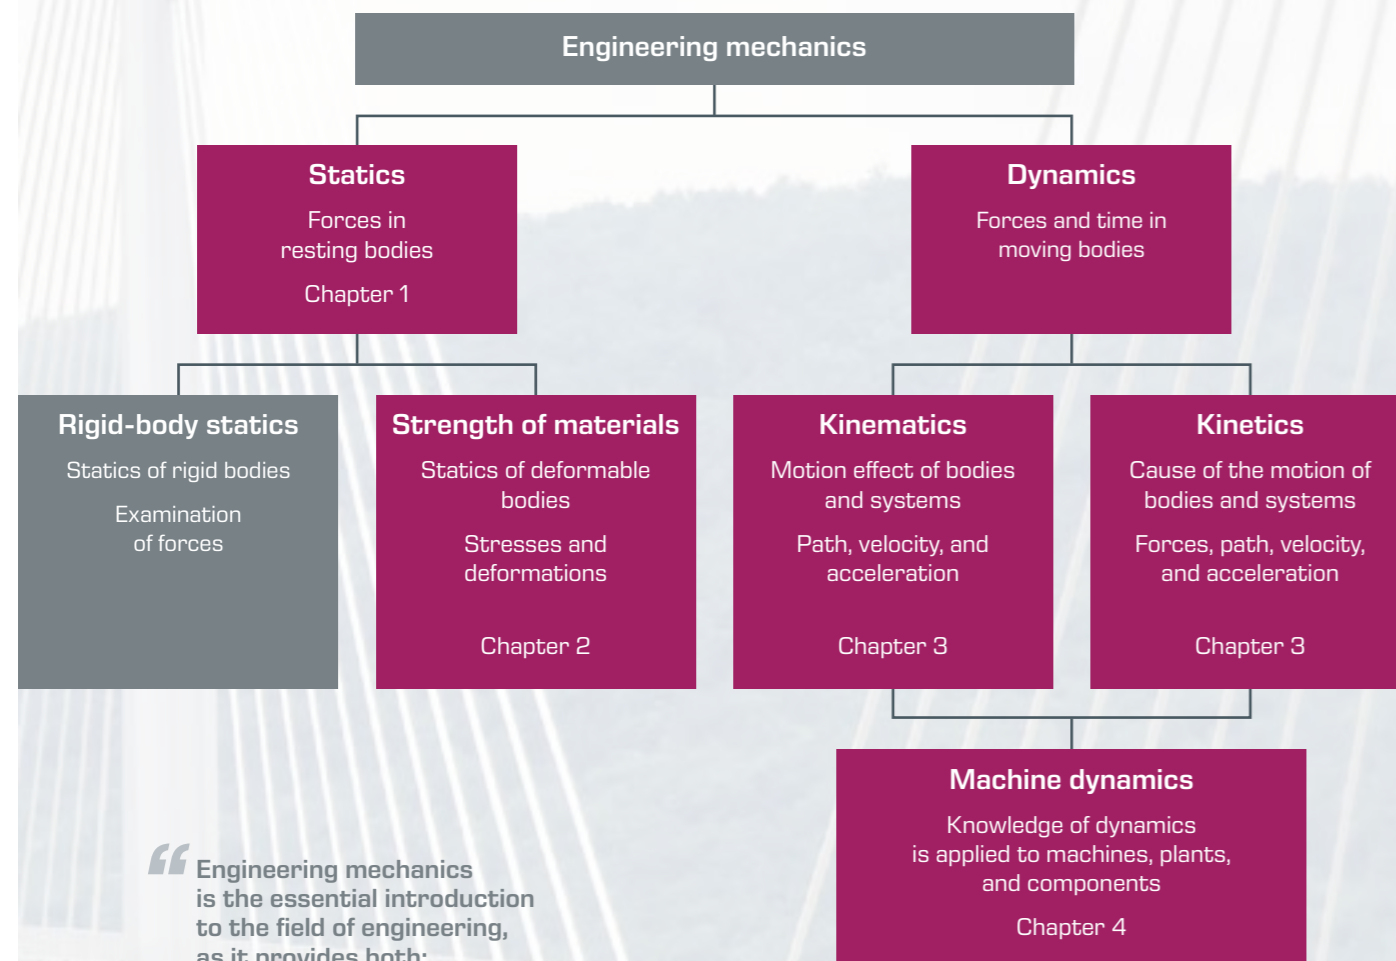 Engineering mechanics
Statics
Forces in
resting bodies
Chapter 1
Dynamics
Forces and time in
moving bodies
Rigid-body statics
Statics of rigid bodies
Examination
of forces
Strength of materials
Statics of deformable
bodies
Stresses and
deformations
Chapter 2
Kinematics
Motion effect of bodies
and systems
Path, velocity, and
acceleration
Chapter 3
Kinetics
Cause of the motion of
bodies and systems
Forces, path, velocity,
and acceleration
Chapter 3
Machine dynamics
Knowledge of dynamics
is applied to machines, plants,
and components
Chapter 4
“ Engineering mechanics
is the essential introduction
to the field of engineering,
as it provides both: